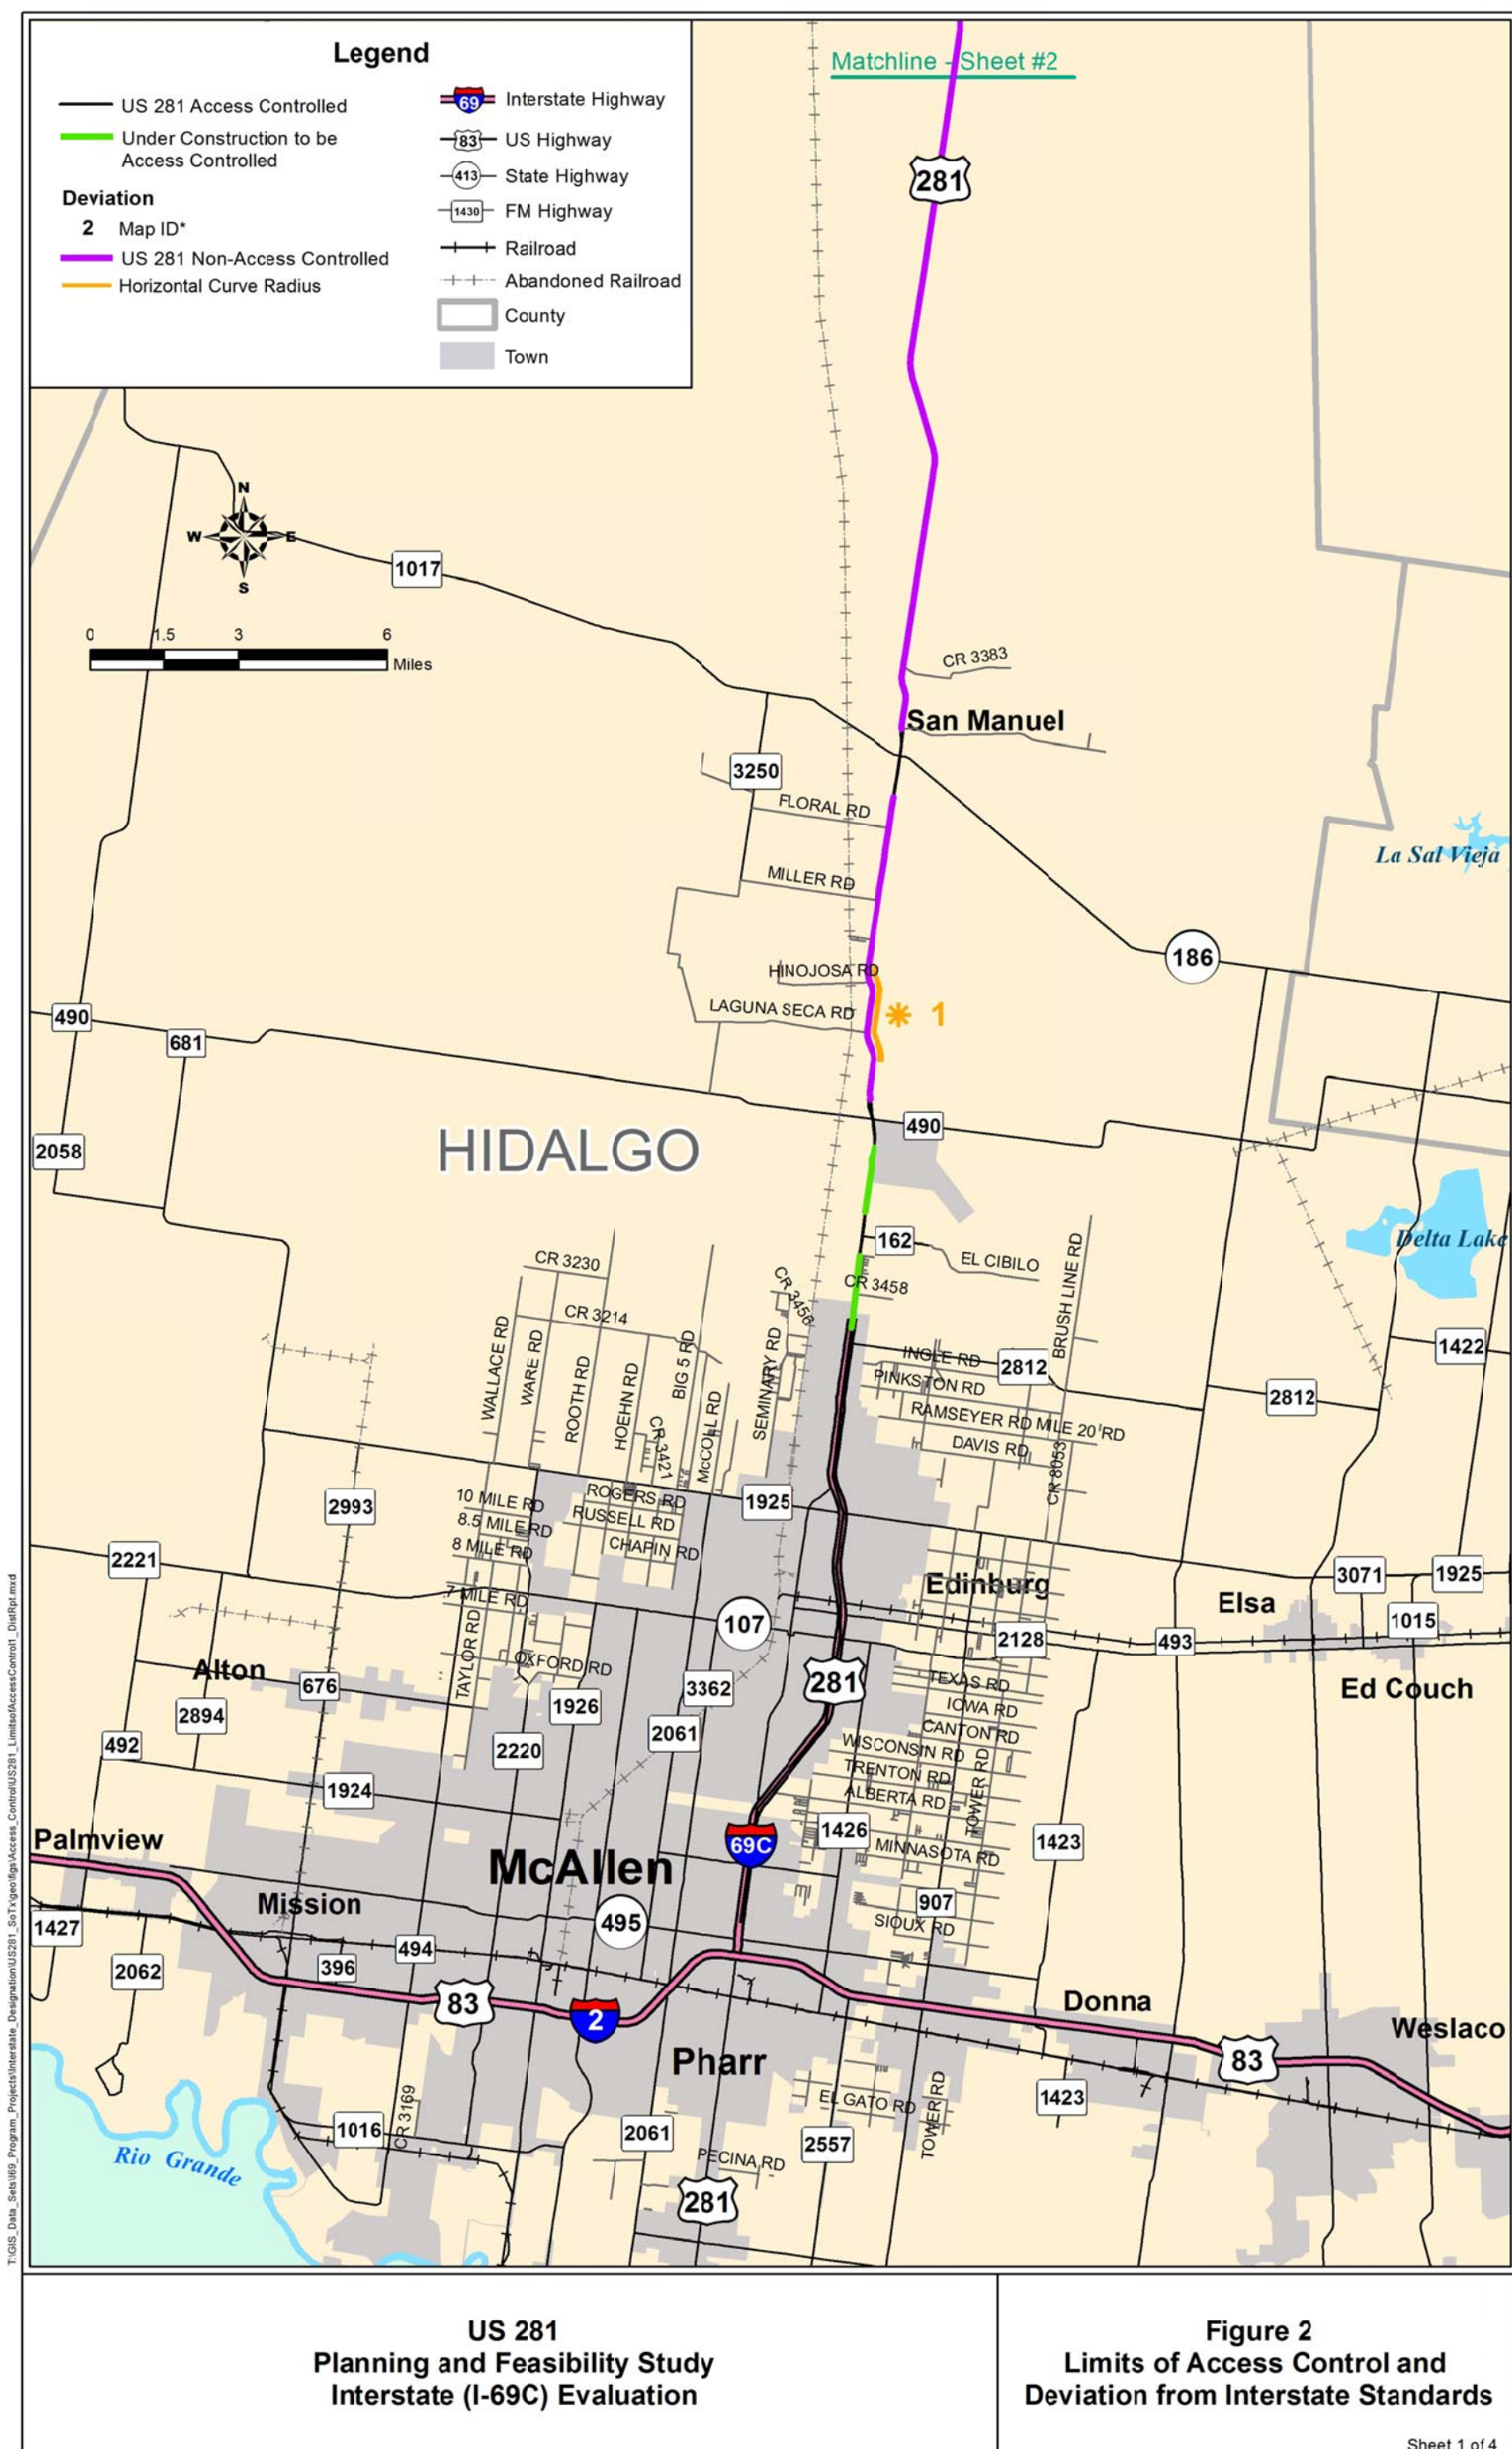 Legend
US 281 Access Controlled
Under Construction to be
Access Controlled
Deviation
2 Map ID*
US 281 Non-Access Controlled
Horizontal Curve Radius
69 Interstate Highway
83 US Highway
413 State Highway
1430 FM Highway
Railroad
Abandoned Railroad
County
Town
Matchline - Sheet #2
281
N
W E
S
1017
0 1.5 3 6
Miles
CR 3383
San Manuel
3250
FLORAL RD
La Sal Vieja
MILLER RD
186
HINOJOSA RD
LAGUNA SECA RD
1
490
681
490
HIDALGO
2058
162
EL CIBILO
Delta Lake
CR 3230
CR 3458
CR 3456
BRUSH LINE RD
CR 3214
WALLACE RD
WARE RD
ROOTH RD
HOEHN RD
BIG 5 RD
McCOLL RD
SEMINARY RD
CR 3421
INGLE RD
2812
1422
PINKSTON RD
2812
RAMSEYER RD
MILE 20 RD
DAVIS RD
CR 8053
2993
10 MILE RD
ROGERS RD
1925
8.5 MILE RD
RUSSELL RD
8 MILE RD
CHAPIN RD
2221
Edinburg
3071
1925
7 MILE RD
Elsa
1015
107
2128
493
TAYLOR RD
Alton
676
OXFORD RD
281
TEXAS RD
Ed Couch
3362
1926
IOWA RD
2894
2061
CANTON RD
492
2220
WISCONSIN RD
TRENTON RD
TOWER RD
1924
ALBERTA RD
Palmview
69C
1426
MINNASOTA RD
1423
McAllen
Mission
907
495
SIOUX RD
1427
494
396
2062
83
2
Donna
Weslaco
Pharr
83
1423
EL GATO RD
TOWER RD
CR 3169
1016
2061
2557
Rio Grande
PECINA RD
281
T:\GIS_Data_Sets\I69_Program_Projects\Interstate_Designation\US281_SoTx\geo\figs\Access_Control\US281_LimitsofAccessControl1_DistRpt.mxd
US 281
Planning and Feasibility Study
Interstate (I-69C) Evaluation
Figure 2
Limits of Access Control and
Deviation from Interstate Standards
Sheet 1 of 4